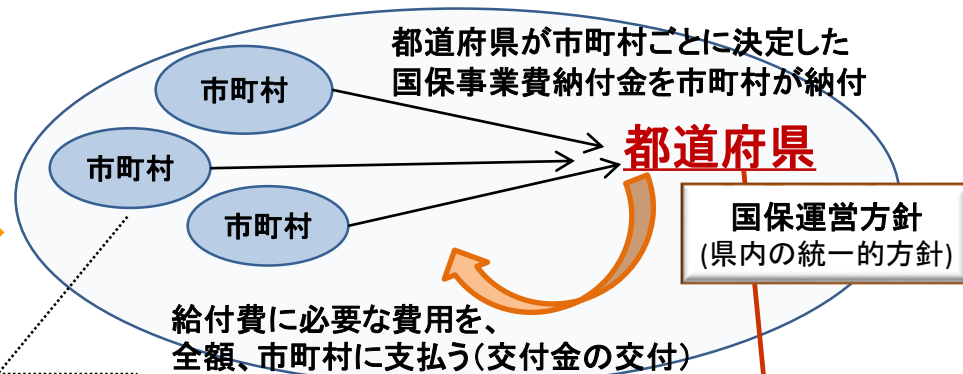 都道府県が市町村ごとに決定した
国保事業費納付金を市町村が納付
市町村
市町村
市町村
都道府県
国保運営方針
(県内の統一的方針)
給付費に必要な費用を、
全額、市町村に支払う(交付金の交付)